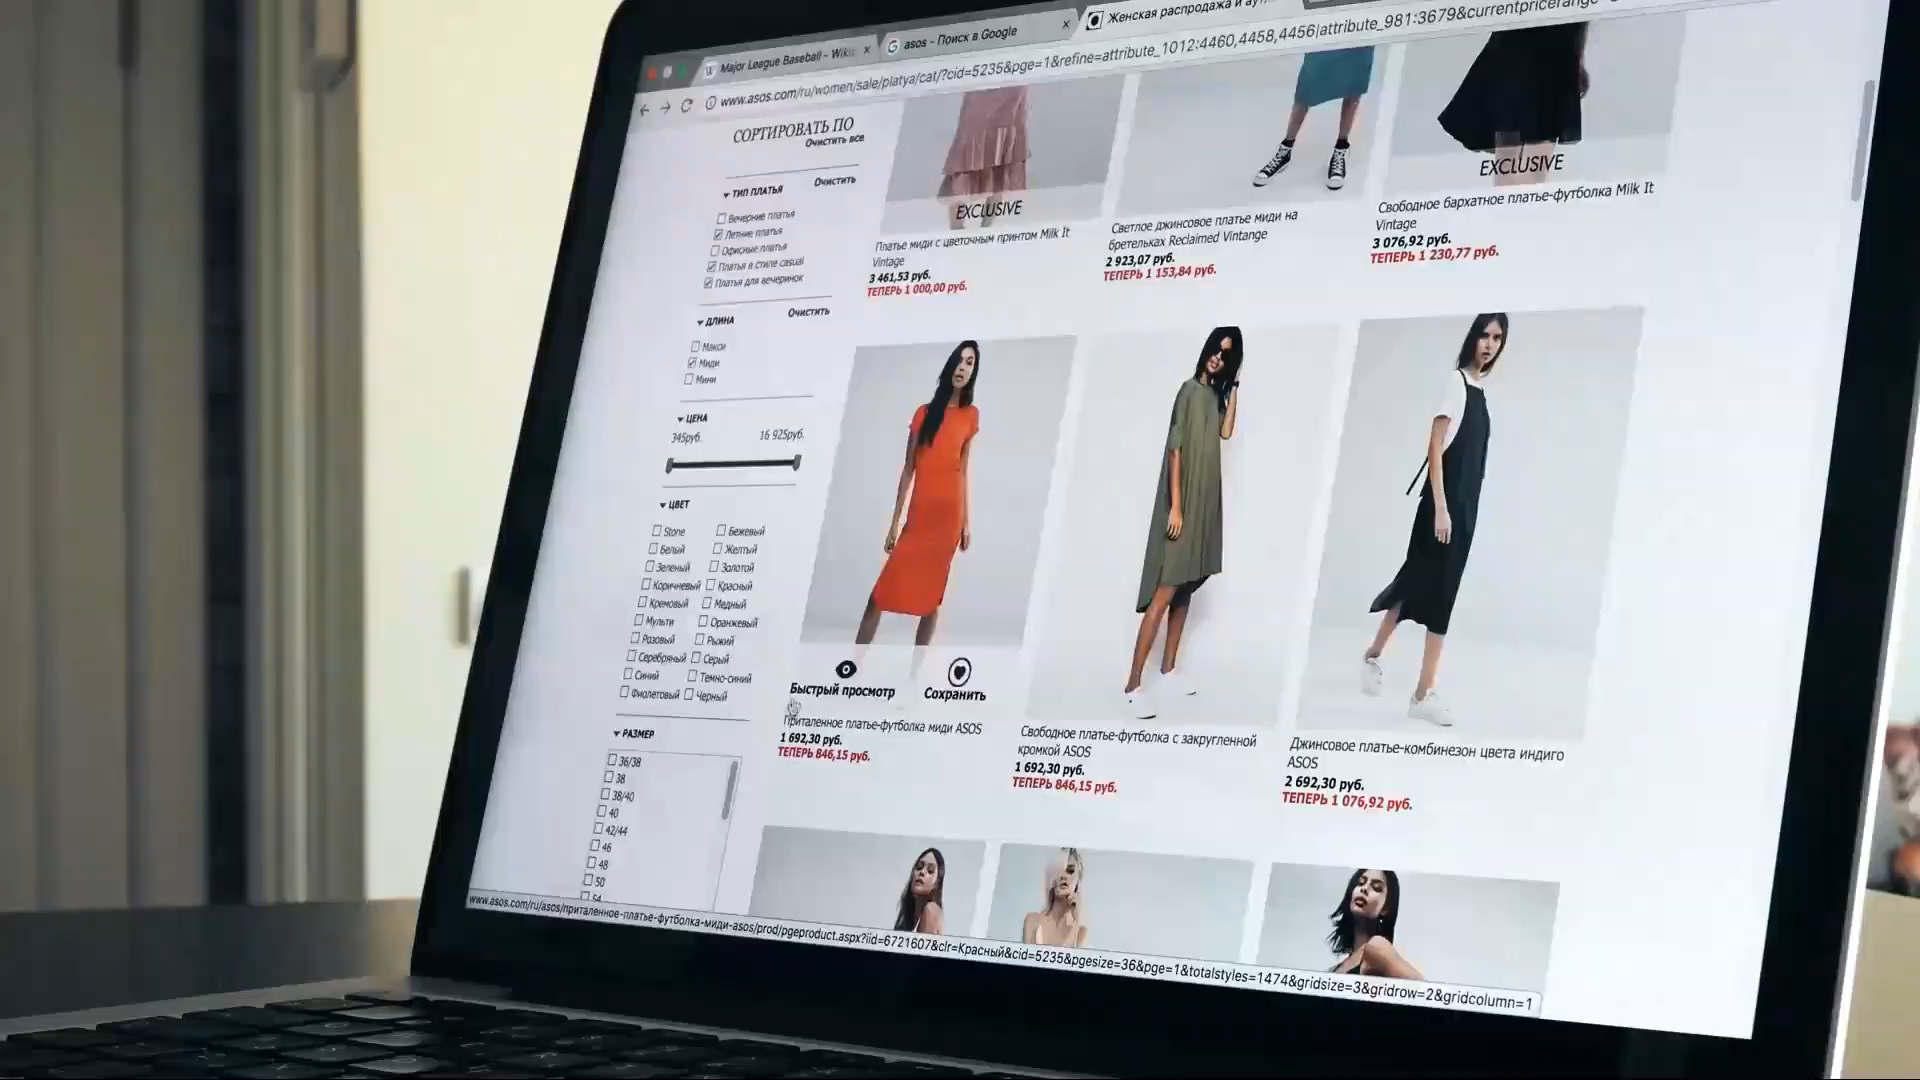 Major League Baseball - Wiki
asos - Поиск в Google
Женская распродажа и аут
www.asos.com/ru/women/sale/platya/cat/?cid=5235&pge=1&refine=attribute_1012:4460,4458,4456|attribute_981:3679&currentpricerange=
СОРТИРОВАТЬ ПО
Очистить все
ТИП ПЛАТЬЯ
Очистить
Вечерние платья
Летние платья
Офисные платья
Платья в стиле casual
Платья для вечеринок
ДЛИНА
Очистить
Макси
Миди
Мини
ЦЕНА
345руб.
16 925руб.
ЦВЕТ
Stone
Бежевый
Белый
Желтый
Зеленый
Золотой
Коричневый
Красный
Кремовый
Медный
Мульти
Оранжевый
Розовый
Рыжий
Серебряный
Серый
Синий
Темно-синий
Фиолетовый
Черный
РАЗМЕР
36/38
38
38/40
40
42/44
46
48
50
54
EXCLUSIVE
Платье миди с цветочным принтом Milk It
Vintage
3 461,53 руб.
ТЕПЕРЬ 1 000,00 руб.
Светлое джинсовое платье миди на
бретельках Reclaimed Vintange
2 923,07 руб.
ТЕПЕРЬ 1 153,84 руб.
EXCLUSIVE
Свободное бархатное платье-футболка Milk It
Vintage
3 076,92 руб.
ТЕПЕРЬ 1 230,77 руб.
Быстрый просмотр
Сохранить
Приталенное платье-футболка миди ASOS
1 692,30 руб.
ТЕПЕРЬ 846,15 руб.
Свободное платье-футболка с закругленной
кромкой ASOS
1 692,30 руб.
ТЕПЕРЬ 846,15 руб.
Джинсовое платье-комбинезон цвета индиго
ASOS
2 692,30 руб.
ТЕПЕРЬ 1 076,92 руб.
www.asos.com/ru/asos/приталенное-платье-футболка-миди-asos/prod/pgeproduct.aspx?iid=6721607&clr=Красный&cid=5235&pgesize=36&pge=1&totalstyles=1474&gridsize=3&gridrow=2&gridcolumn=1